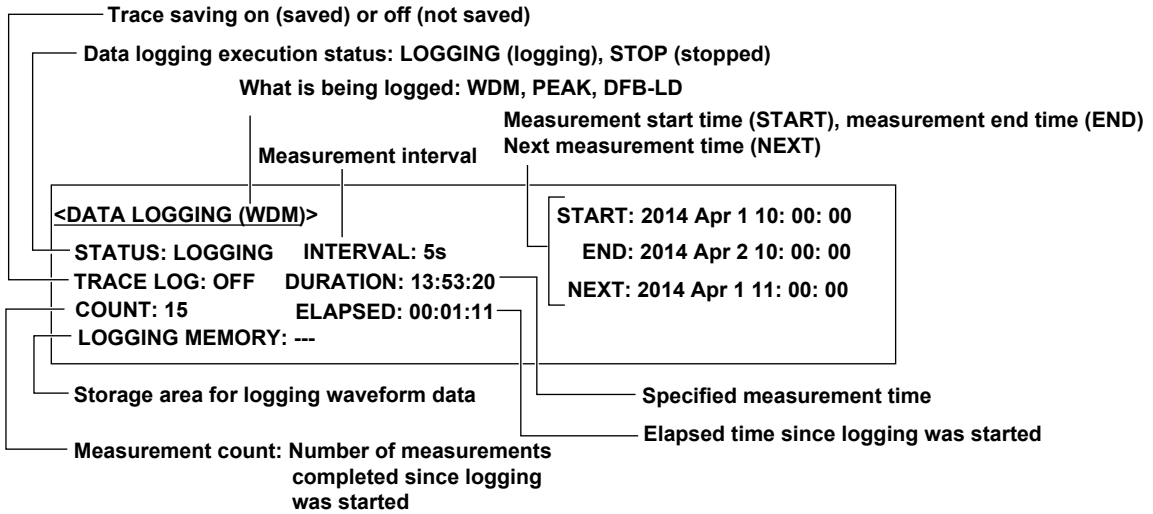 Trace saving on (saved) or off (not saved)
Data logging execution status: LOGGING (logging), STOP (stopped)
What is being logged: WDM, PEAK, DFB-LD
Measurement start time (START), measurement end time (END)
Next measurement time (NEXT)
Measurement interval
<DATA LOGGING (WDM)>
STATUS: LOGGING INTERVAL: 5s
TRACE LOG: OFF DURATION: 13:53:20
COUNT: 15 ELAPSED: 00:01:11
LOGGING MEMORY: ---
START: 2014 Apr 1 10: 00: 00
END: 2014 Apr 2 10: 00: 00
NEXT: 2014 Apr 1 11: 00: 00
Storage area for logging waveform data
Specified measurement time
Elapsed time since logging was started
Measurement count: Number of measurements
completed since logging
was started